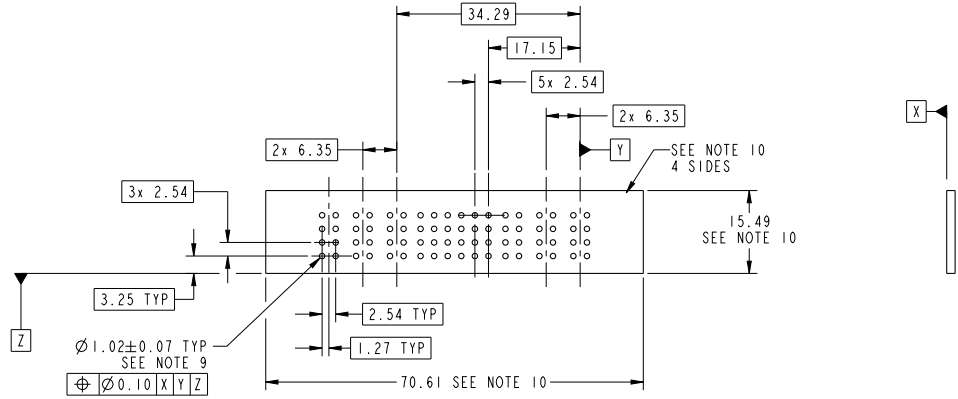 34.29
17.15
5x 2.54
2x 6.35
X
2x 6.35
Y
SEE NOTE 10
4 SIDES
3x 2.54
15.49
SEE NOTE 10
3.25 TYP
2.54 TYP
Z
Ø1.02±0.07 TYP
SEE NOTE 9
1.27 TYP
⌖ Ø0.10 X Y Z
70.61 SEE NOTE 10